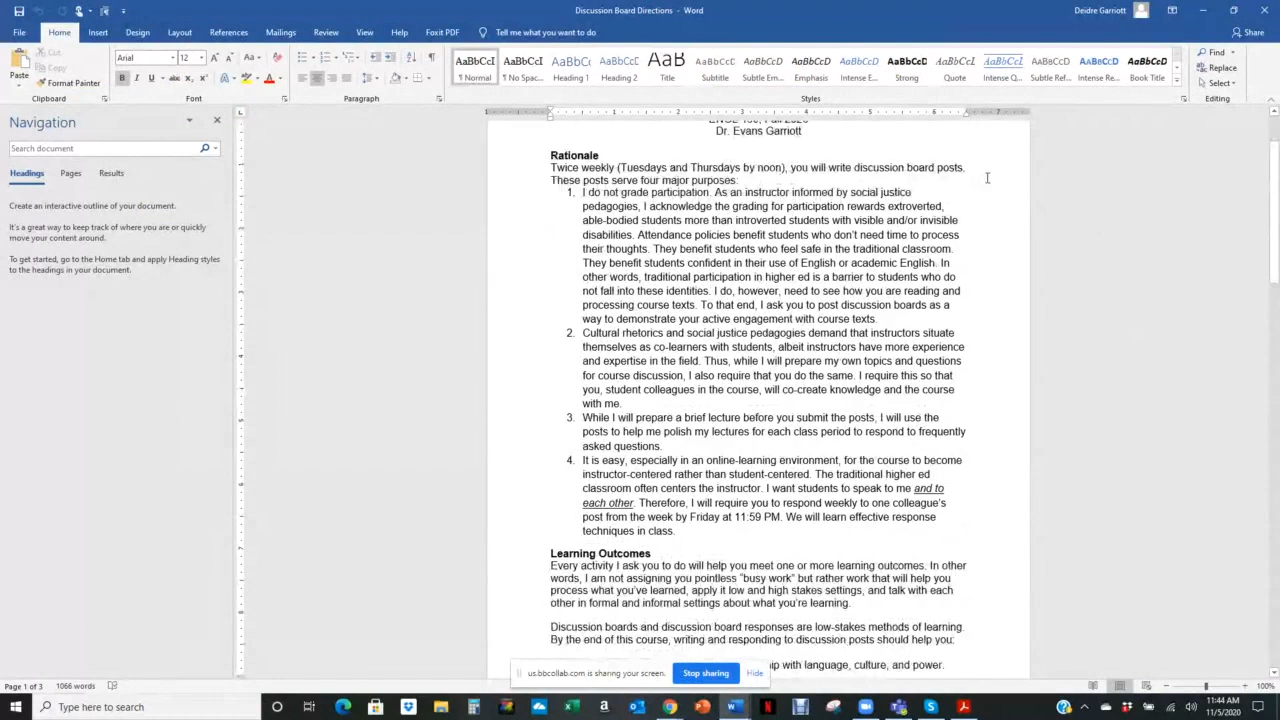 Discussion Board Directions - Word
Deidre Garriott
File Home Insert Design Layout References Mailings Review View Help Foxit PDF Tell me what you want to do Share
Paste
Cut
Copy
Format Painter
Clipboard
Arial 12
Font
Paragraph
AaBbCcI AaBbCcI AaBbCc AaBbCcC AaB AaBbCcC AaBbCcD AaBbCcD AaBbCcD AaBbCcD AaBbCcD AaBbCcD AaBbCcD AaBbCcD AaBbCcD
¶ Normal ¶ No Spac... Heading 1 Heading 2 Title Subtitle Subtle Em... Emphasis Intense E... Strong Quote Intense Q... Subtle Ref... Intense Re... Book Title
Styles
Find
Replace
Select
Editing
Navigation
Search document
Headings Pages Results
Create an interactive outline of your document.
It's a great way to keep track of where you are or quickly
move your content around.
To get started, go to the Home tab and apply Heading styles
to the headings in your document.
Dr. Evans Garriott
Rationale
Twice weekly (Tuesdays and Thursdays by noon), you will write discussion board posts.
These posts serve four major purposes:
1. I do not grade participation. As an instructor informed by social justice
pedagogies, I acknowledge the grading for participation rewards extroverted,
able-bodied students more than introverted students with visible and/or invisible
disabilities. Attendance policies benefit students who don't need time to process
their thoughts. They benefit students who feel safe in the traditional classroom.
They benefit students confident in their use of English or academic English. In
other words, traditional participation in higher ed is a barrier to students who do
not fall into these identities. I do, however, need to see how you are reading and
processing course texts. To that end, I ask you to post discussion boards as a
way to demonstrate your active engagement with course texts.
2. Cultural rhetorics and social justice pedagogies demand that instructors situate
themselves as co-learners with students, albeit instructors have more experience
and expertise in the field. Thus, while I will prepare my own topics and questions
for course discussion, I also require that you do the same. I require this so that
you, student colleagues in the course, will co-create knowledge and the course
with me.
3. While I will prepare a brief lecture before you submit the posts, I will use the
posts to help me polish my lectures for each class period to respond to frequently
asked questions.
4. It is easy, especially in an online-learning environment, for the course to become
instructor-centered rather than student-centered. The traditional higher ed
classroom often centers the instructor. I want students to speak to me and to
each other. Therefore, I will require you to respond weekly to one colleague's
post from the week by Friday at 11:59 PM. We will learn effective response
techniques in class.
Learning Outcomes
Every activity I ask you to do will help you meet one or more learning outcomes. In other
words, I am not assigning you pointless "busy work" but rather work that will help you
process what you've learned, apply it low and high stakes settings, and talk with each
other in formal and informal settings about what you're learning.
Discussion boards and discussion board responses are low-stakes methods of learning.
By the end of this course, writing and responding to discussion posts should help you:
with language, culture, and power.
us.bbcollab.com is sharing your screen. Stop sharing Hide
Page 1 of 3 1066 words 100%
Type here to search
11:44 AM
11/5/2020